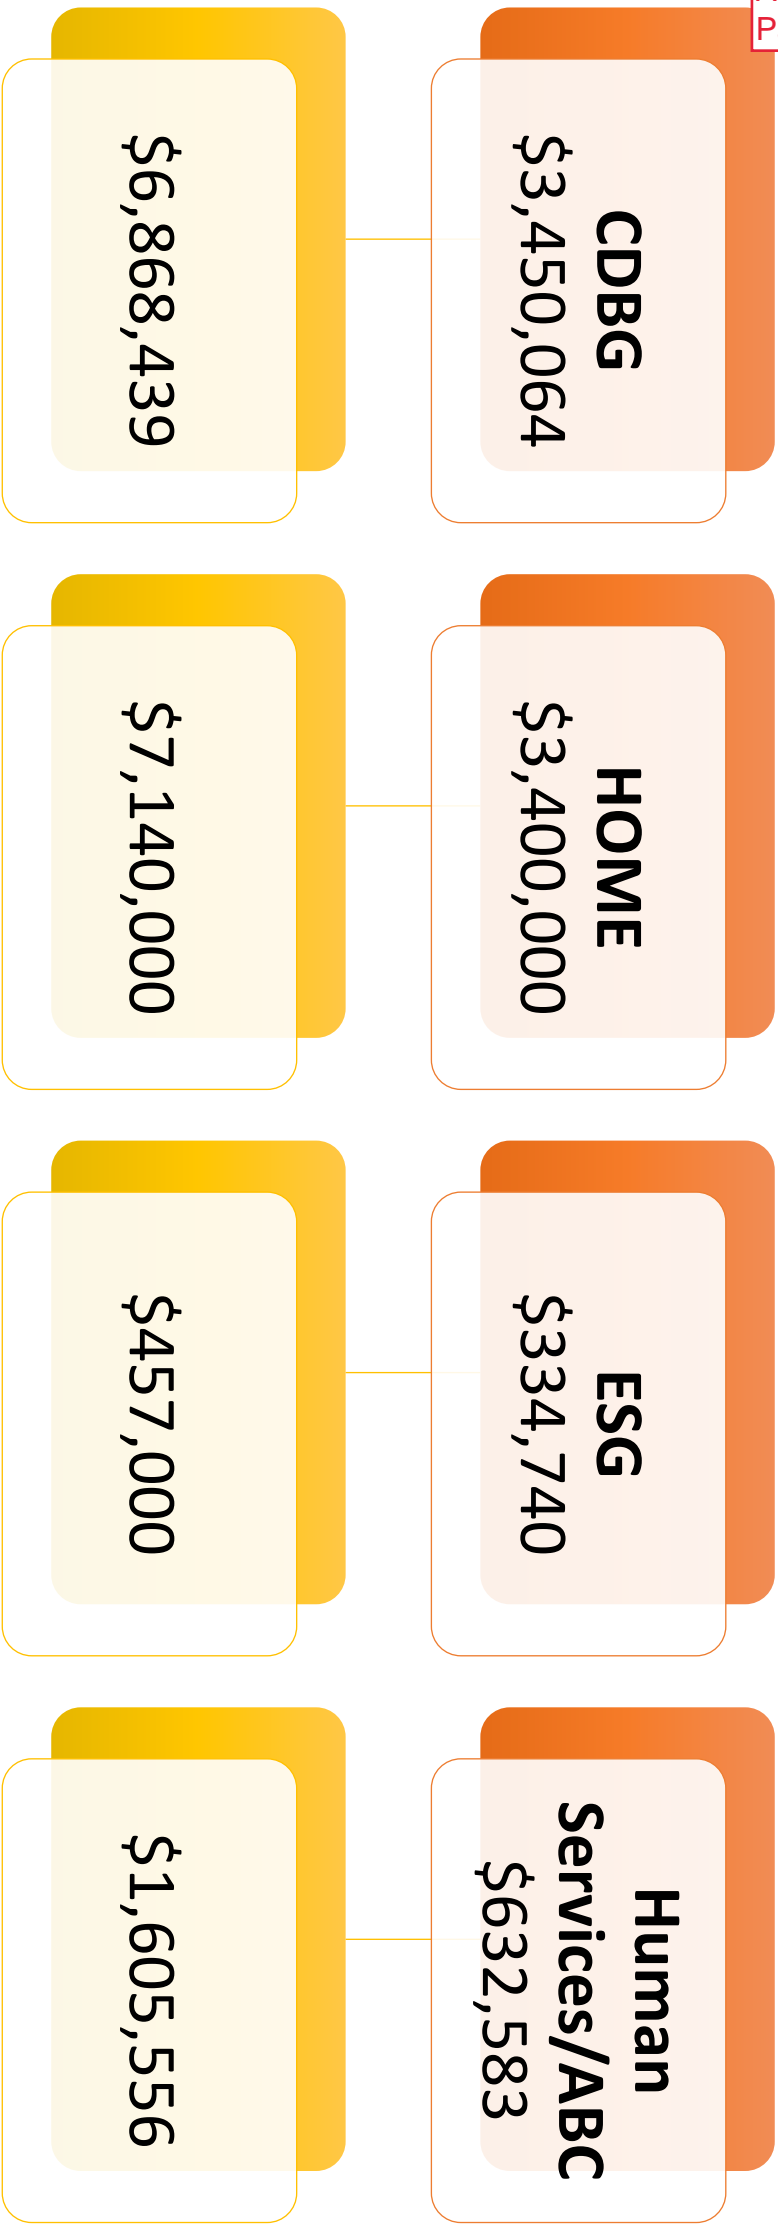 CDBG
$3,450,064
HOME
$3,400,000
ESG
$334,740
Human
Services/ABC
$632,583
$6,868,439
$7,140,000
$457,000
$1,605,556